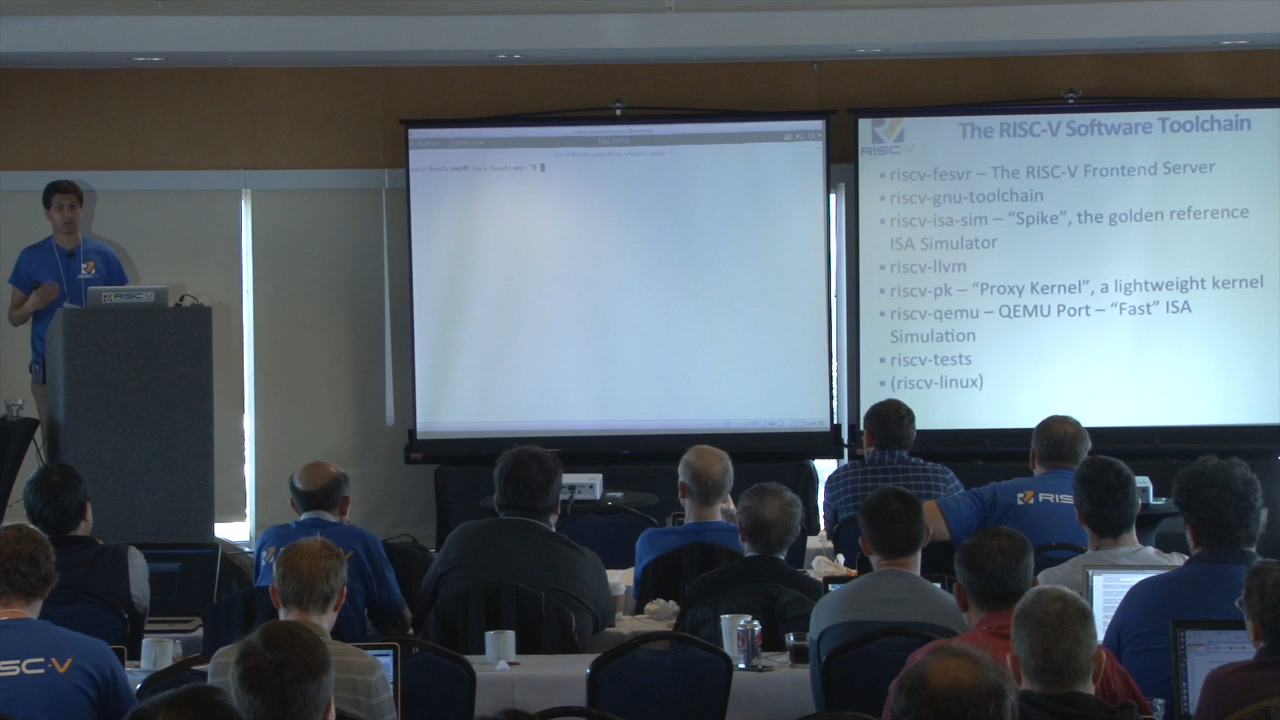 The RISC-V Software Toolchain
RISC-V
▪ riscv-fesvr – The RISC-V Frontend Server
▪ riscv-gnu-toolchain
▪ riscv-isa-sim – “Spike”, the golden reference
ISA Simulator
▪ riscv-llvm
▪ riscv-pk – “Proxy Kernel”, a lightweight kernel
▪ riscv-qemu – QEMU Port – “Fast” ISA
Simulation
▪ riscv-tests
▪ (riscv-linux)
RISC-V
RIS
SC-V